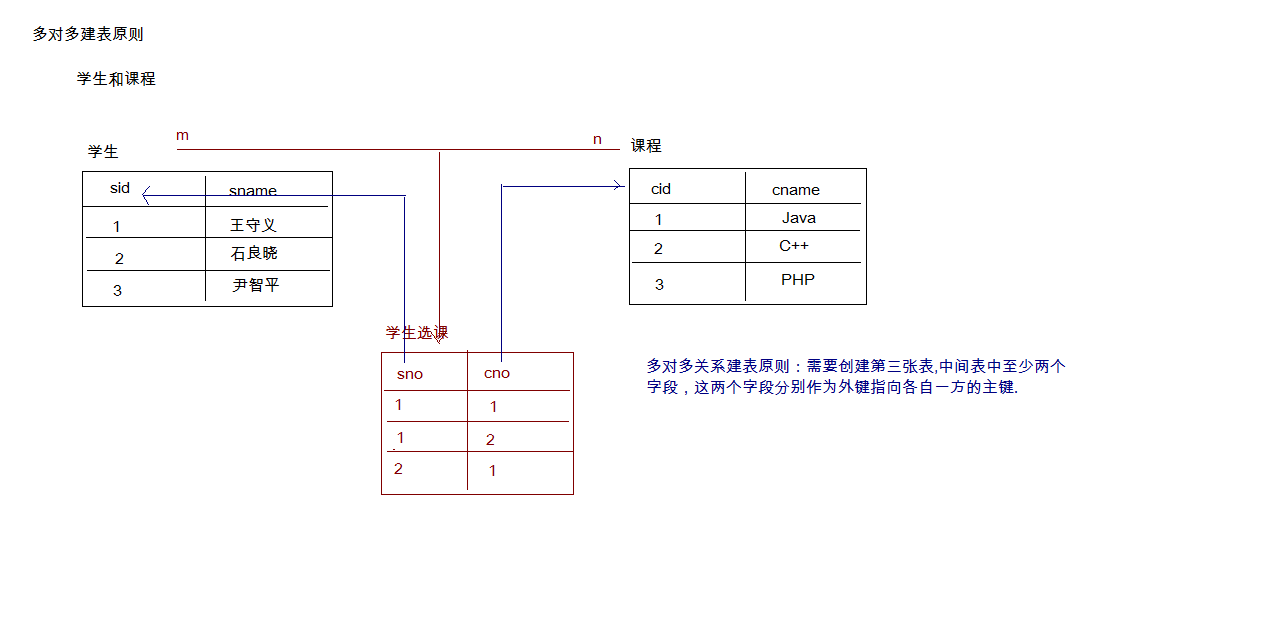 多对多建表原则
学生和课程
m
n
学生
课程
sid sname
1 王守义
2 石良晓
3 尹智平
cid cname
1 Java
2 C++
3 PHP
学生选课
sno cno
1 1
1 2
2 1
多对多关系建表原则：需要创建第三张表,中间表中至少两个
字段，这两个字段分别作为外键指向各自一方的主键.